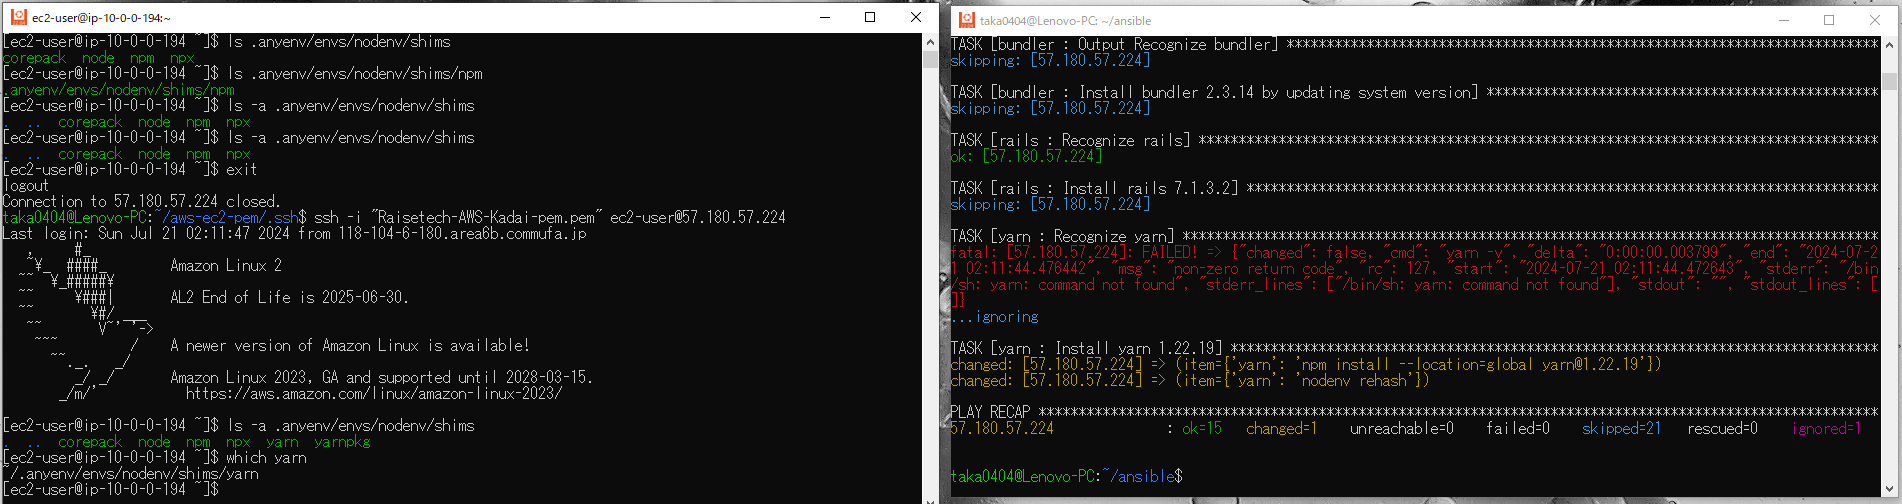 ec2-user@ip-10-0-0-194:~
[ec2-user@ip-10-0-0-194 ~]$ ls .anyenv/envs/nodenv/shims
corepack  node  npm  npx
[ec2-user@ip-10-0-0-194 ~]$ ls .anyenv/envs/nodenv/shims/npm
.anyenv/envs/nodenv/shims/npm
[ec2-user@ip-10-0-0-194 ~]$ ls -a .anyenv/envs/nodenv/shims
.  ..  corepack  node  npm  npx
[ec2-user@ip-10-0-0-194 ~]$ ls -a .anyenv/envs/nodenv/shims
.  ..  corepack  node  npm  npx
[ec2-user@ip-10-0-0-194 ~]$ exit
logout
Connection to 57.180.57.224 closed.
taka0404@Lenovo-PC:~/aws-ec2-pem/.ssh$ ssh -i "Raisetech-AWS-Kadai-pem.pem" ec2-user@57.180.57.224
Last login: Sun Jul 21 02:11:47 2024 from 118-104-6-180.area6b.commufa.jp
   ,     #_
   ~¥_  ####_        Amazon Linux 2
  ~~  ¥_#####¥
  ~~     ¥###|       AL2 End of Life is 2025-06-30.
  ~~       ¥#/ ___
   ~~       V~' '->
    ~~~         /    A newer version of Amazon Linux is available!
      ~~._.   _/
         _/ _/       Amazon Linux 2023, GA and supported until 2028-03-15.
       _/m/'           https://aws.amazon.com/linux/amazon-linux-2023/
[ec2-user@ip-10-0-0-194 ~]$ ls -a .anyenv/envs/nodenv/shims
.  ..  corepack  node  npm  npx  yarn  yarnpkg
[ec2-user@ip-10-0-0-194 ~]$ which yarn
~/.anyenv/envs/nodenv/shims/yarn
[ec2-user@ip-10-0-0-194 ~]$
taka0404@Lenovo-PC: ~/ansible
TASK [bundler : Output Recognize bundler] **************************************************************************
skipping: [57.180.57.224]
TASK [bundler : Install bundler 2.3.14 by updating system version] *************************************************
skipping: [57.180.57.224]
TASK [rails : Recognize rails] *************************************************************************************
ok: [57.180.57.224]
TASK [rails : Install rails 7.1.3.2] *******************************************************************************
skipping: [57.180.57.224]
TASK [yarn : Recognize yarn] ***************************************************************************************
fatal: [57.180.57.224]: FAILED! => ["changed": false, "cmd": "yarn -v", "delta": "0:00:00.003799", "end": "2024-07-2
1 02:11:44.476442", "msg": "non-zero return code", "rc": 127, "start": "2024-07-21 02:11:44.472643", "stderr": "/bin
/sh: yarn: command not found", "stderr_lines": ["/bin/sh: yarn: command not found"], "stdout": "", "stdout_lines": [
]]
...ignoring
TASK [yarn : Install yarn 1.22.19] *********************************************************************************
changed: [57.180.57.224] => (item={'yarn': 'npm install --location=global yarn@1.22.19'})
changed: [57.180.57.224] => (item={'yarn': 'nodenv rehash'})
PLAY RECAP *********************************************************************************************************
57.180.57.224              : ok=15   changed=1    unreachable=0    failed=0    skipped=21   rescued=0    ignored=1
taka0404@Lenovo-PC:~/ansible$